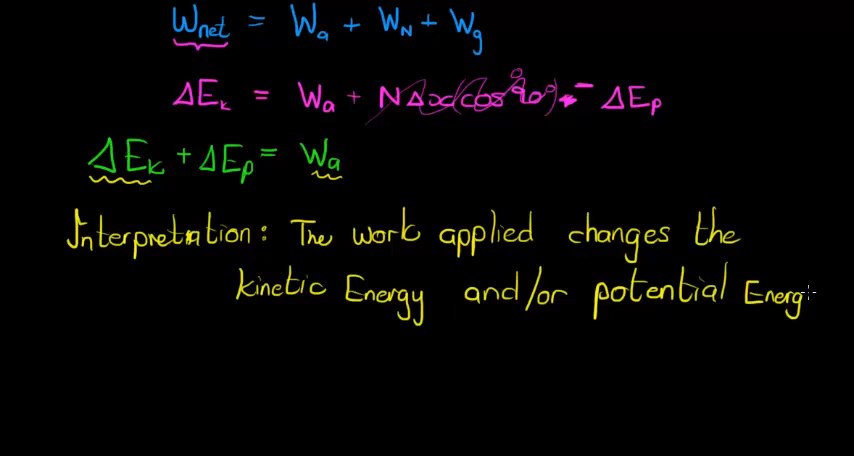 Wnet = Wa + WN + Wg
ΔEk = Wa + NΔx(cos 90°) - ΔEp
ΔEk + ΔEp = Wa
Interpretation: The work applied changes the
kinetic Energy and/or potential Energ